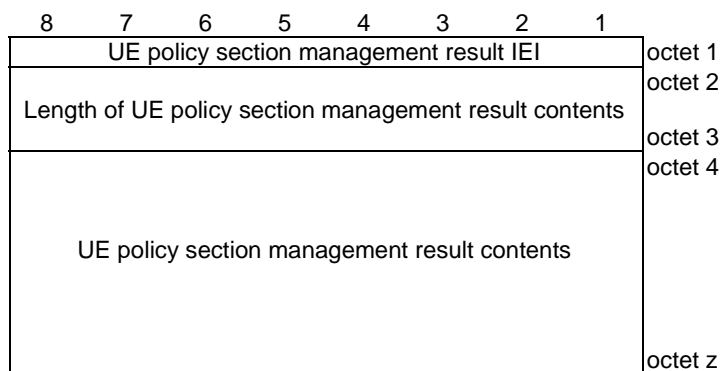 8 7 6 5 4 3 2 1
UE policy section management result IEI octet 1
octet 2
Length of UE policy section management result contents
octet 3
octet 4
UE policy section management result contents
octet z